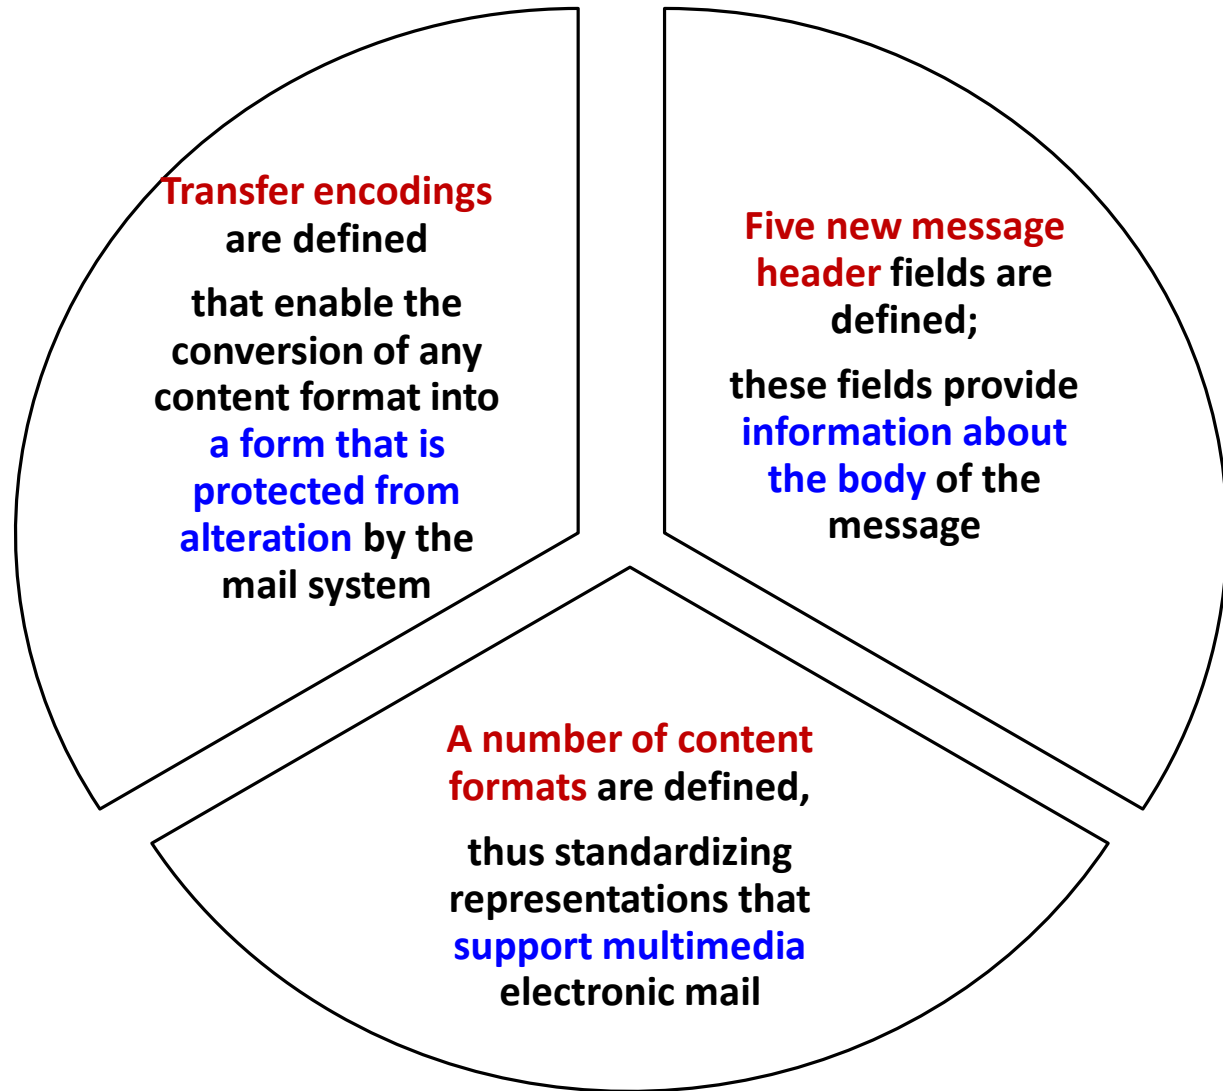 Transfer encodings
are defined
that enable the
conversion of any
content format into
a form that is
protected from
alteration by the
mail system
Five new message
header fields are
defined;
these fields provide
information about
the body of the
message
A number of content
formats are defined,
thus standardizing
representations that
support multimedia
electronic mail